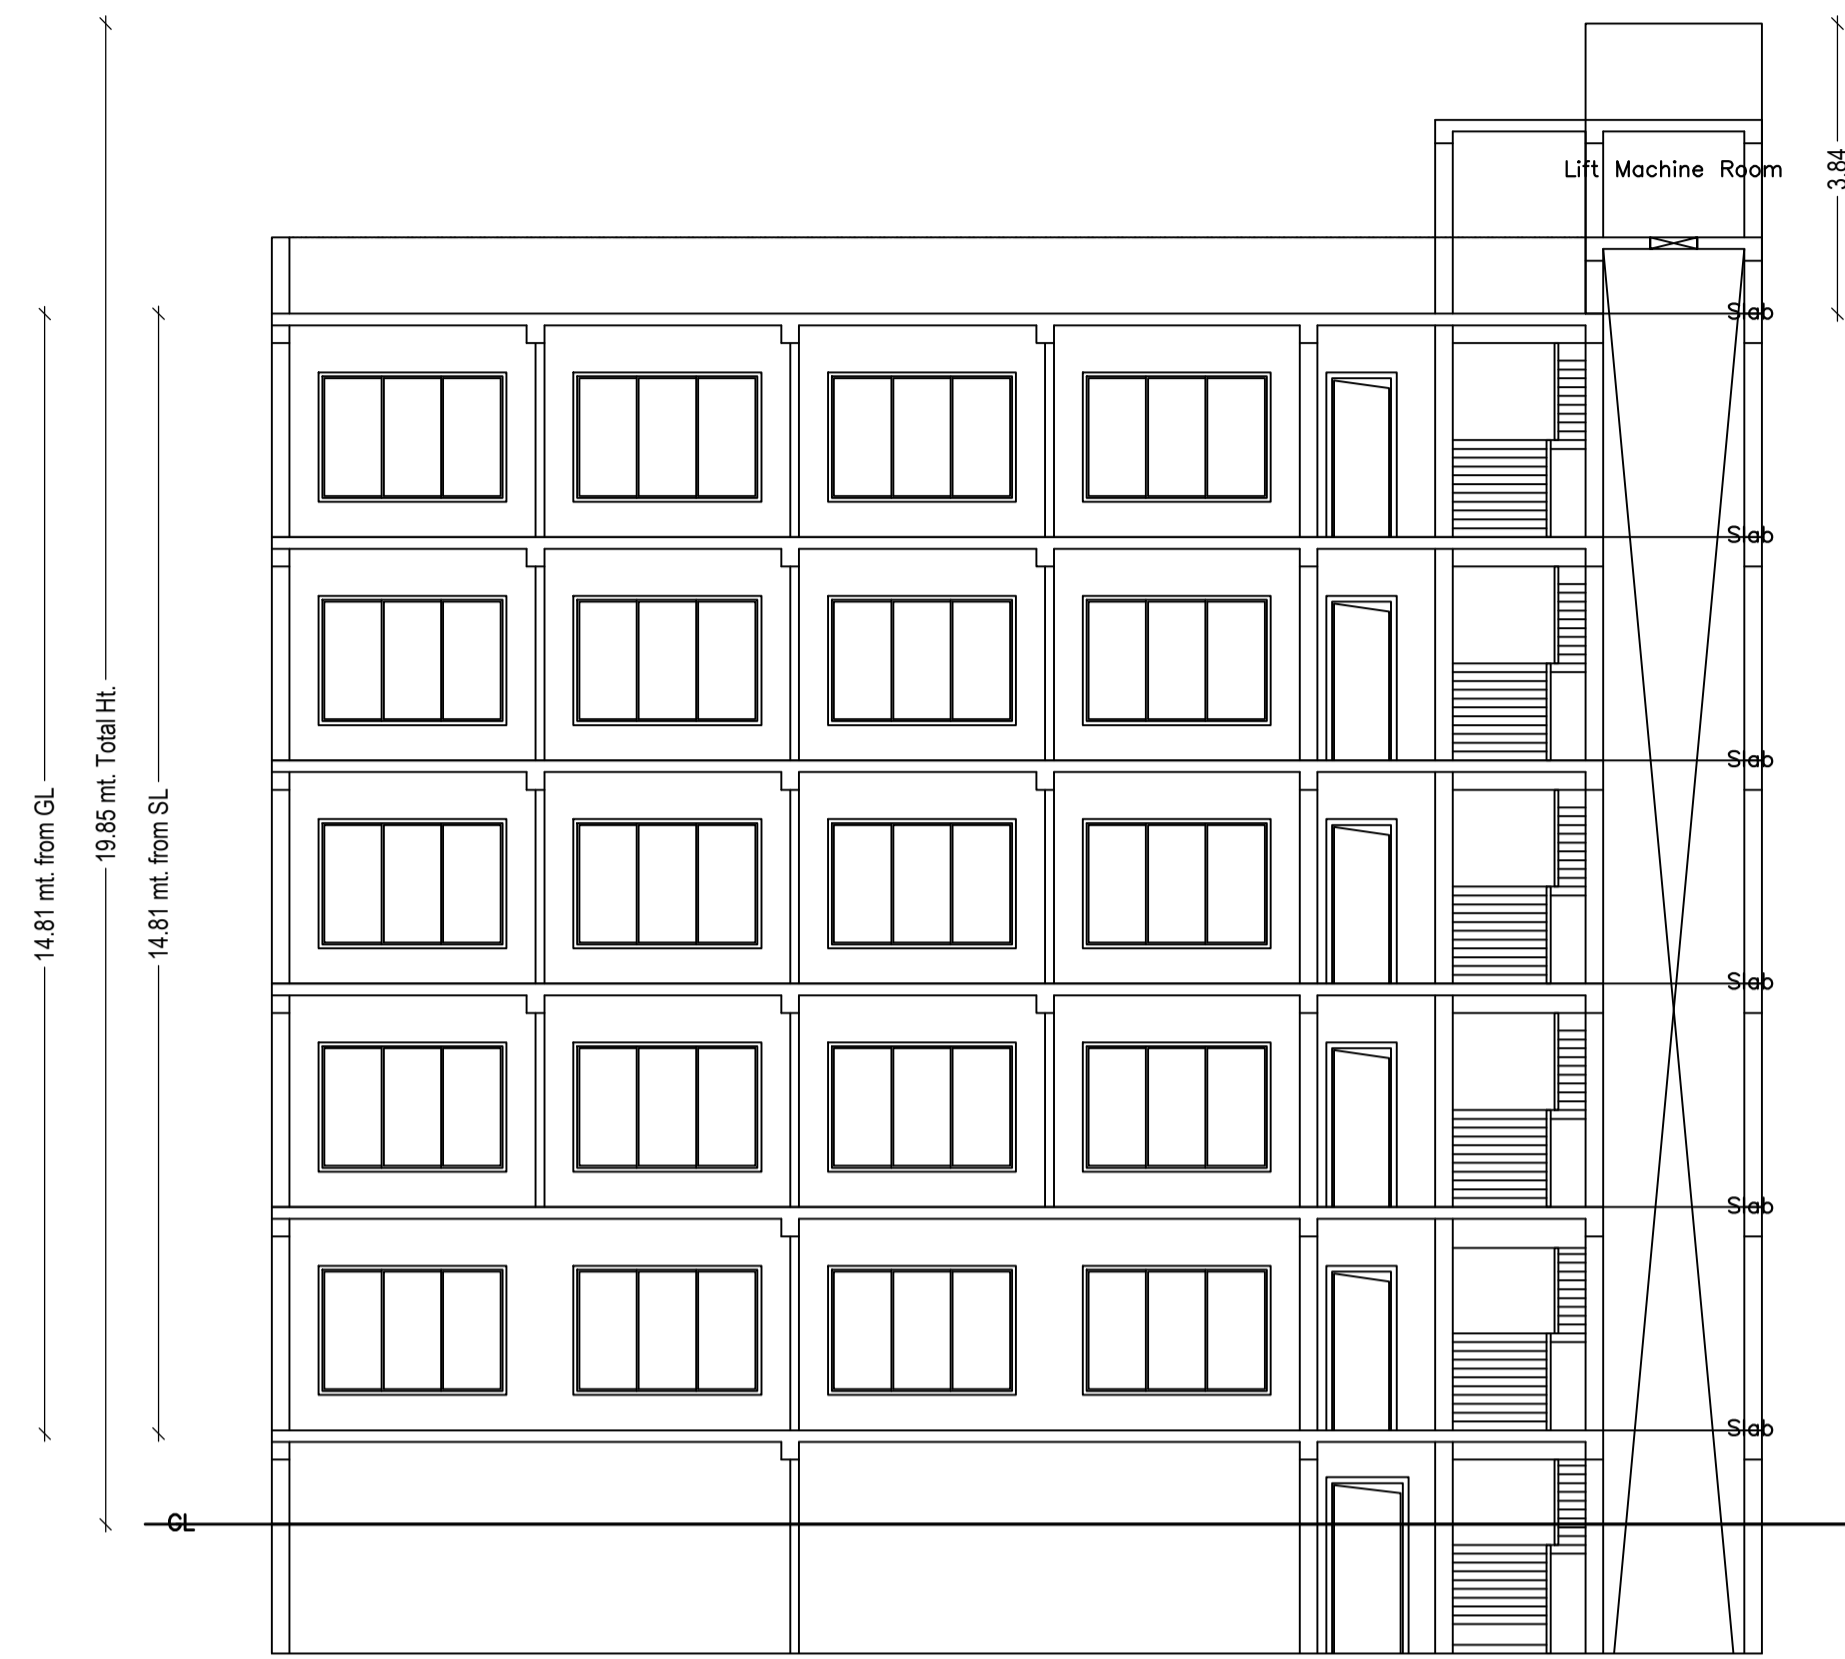 Lift Machine Room
3.84
Slab
Slab
19.85 mt. Total Ht.
Slab
14.81 mt. from GL
14.81 mt. from SL
Slab
Slab
Slab
GL